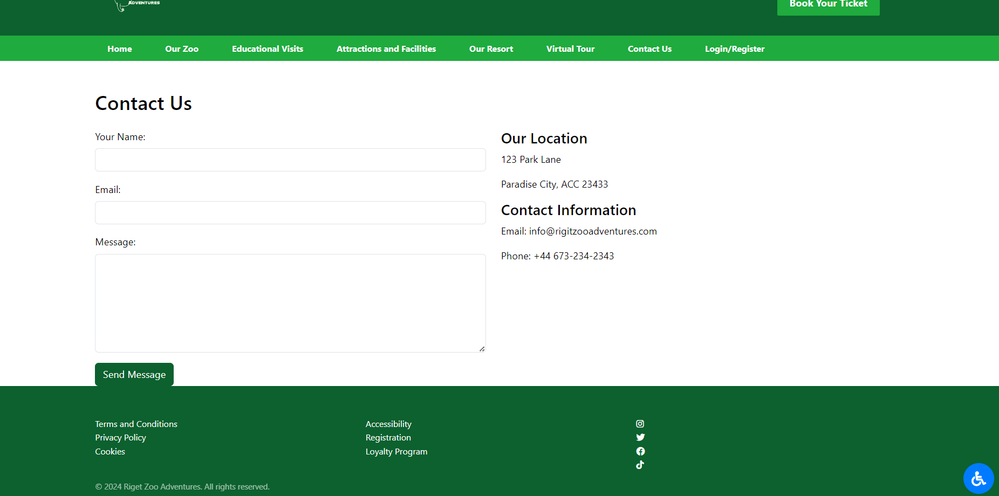 ADVENTURES
Book Your Ticket
Home Our Zoo Educational Visits Attractions and Facilities Our Resort Virtual Tour Contact Us Login/Register
Contact Us
Your Name:
Email:
Message:
Send Message
Our Location
123 Park Lane
Paradise City, ACC 23433
Contact Information
Email: info@rigitzooadventures.com
Phone: +44 673-234-2343
Terms and Conditions
Privacy Policy
Cookies
Accessibility
Registration
Loyalty Program
© 2024 Riget Zoo Adventures. All rights reserved.